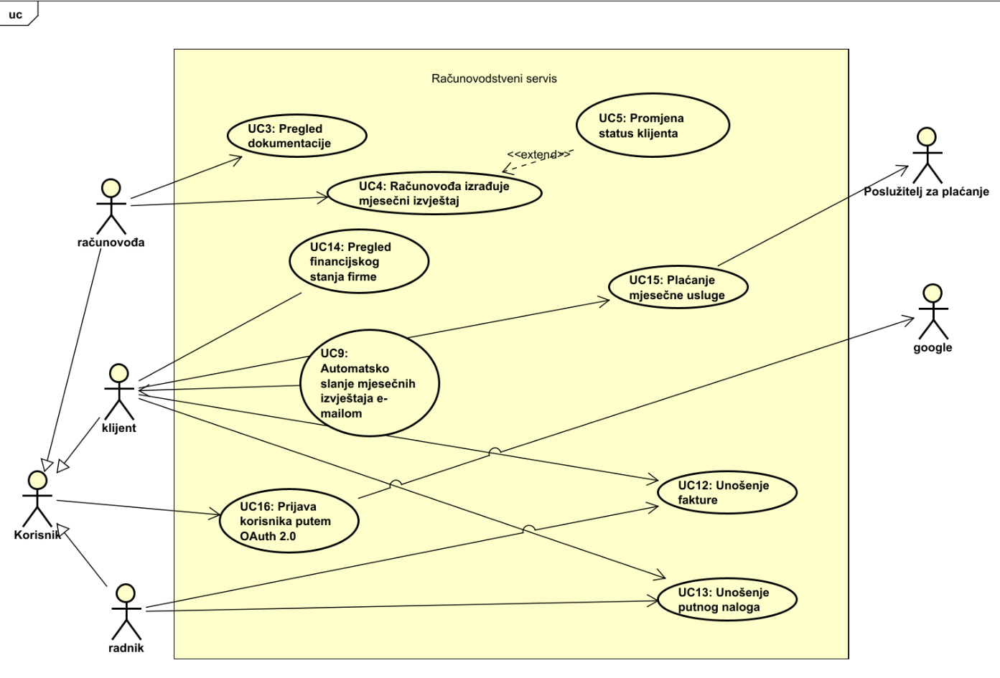 uc
Računovodstveni servis
UC3: Pregled
dokumentacije
UC5: Promjena
status klijenta
<<extend>>
UC4: Računovođa izrađuje
mjesečni izvještaj
Poslužitelj za plaćanje
računovođa
UC14: Pregled
financijskog
stanja firme
UC15: Plaćanje
mjesečne usluge
google
UC9:
Automatsko
slanje mjesečnih
izvještaja e-
mailom
klijent
UC16: Prijava
korisnika putem
OAuth 2.0
UC12: Unošenje
fakture
Korisnik
UC13: Unošenje
putnog naloga
radnik